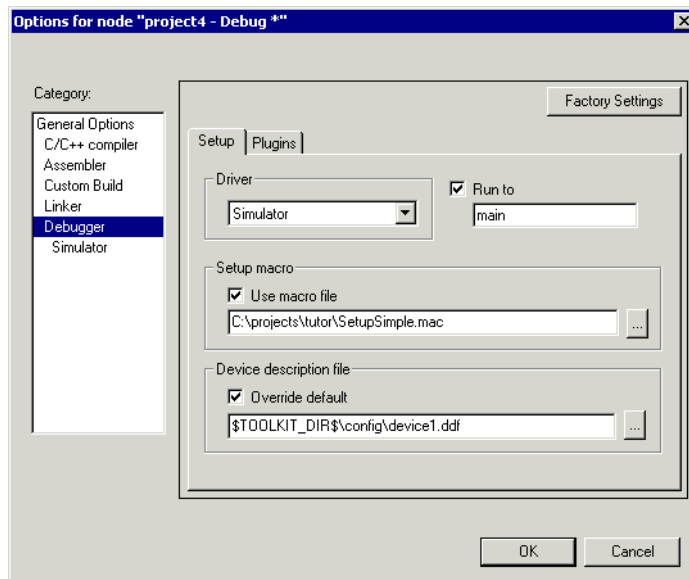 Options for node "project4 - Debug *"
Category:
Factory Settings
General Options
C/C++ compiler
Assembler
Custom Build
Linker
Debugger
Simulator
Setup
Plugins
Driver
Simulator
Run to
main
Setup macro
Use macro file
C:\projects\tutor\SetupSimple.mac
...
Device description file
Override default
$TOOLKIT_DIR$\config\device1.ddf
...
OK
Cancel